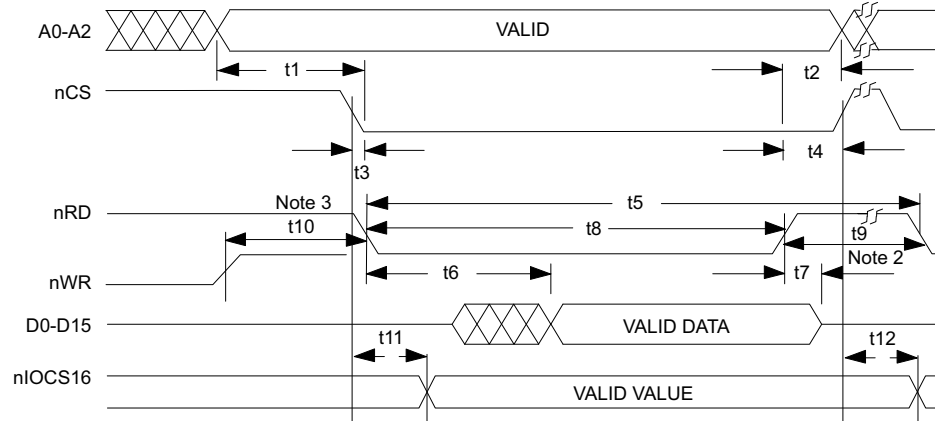 A0-A2
VALID
t1
t2
nCS
t4
t3
nRD
Note 3
t5
t10
t8
t9
Note 2
nWR
t6
t7
D0-D15
VALID DATA
t11
t12
nIOCS16
VALID VALUE